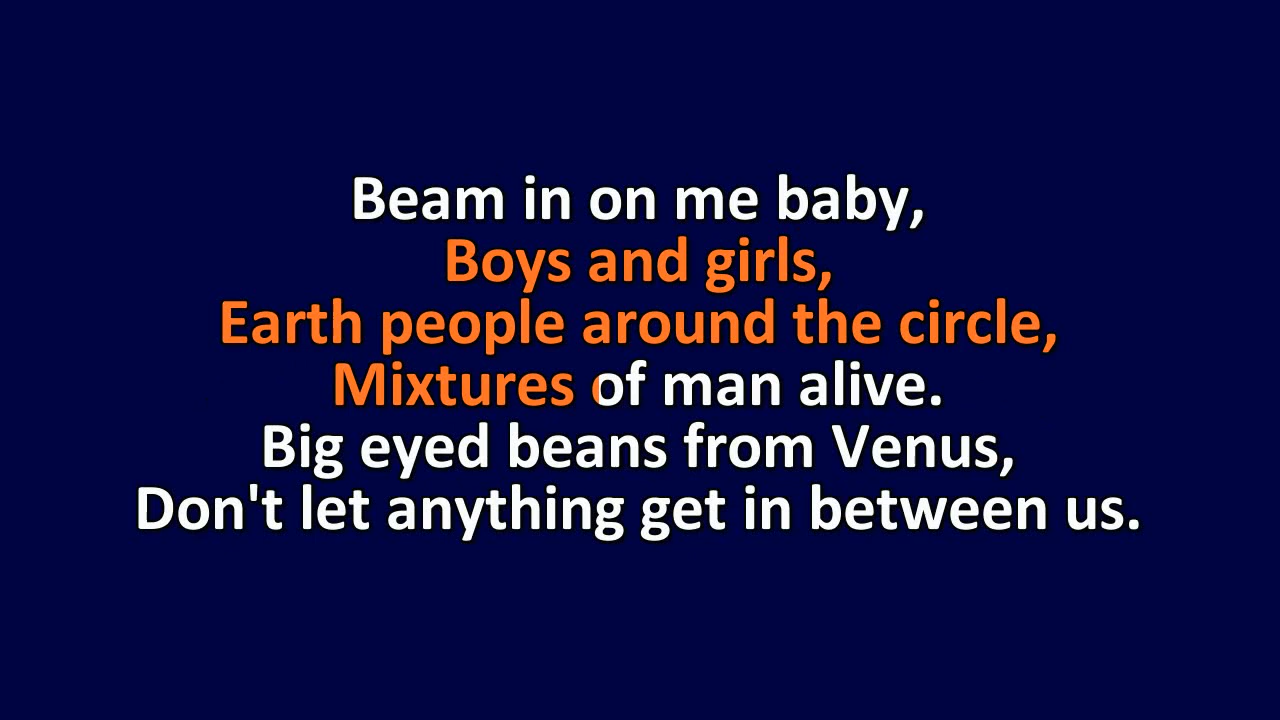 Beam in on me baby,
Boys and girls,
Earth people around the circle,
Mixtures of man alive.
Big eyed beans from Venus,
Don't let anything get in between us.